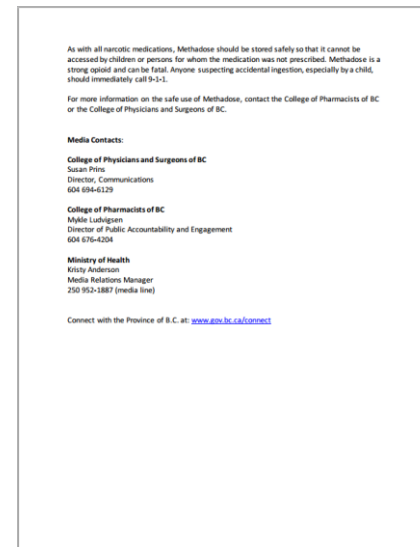 As with all narcotic medications, Methadose should be stored safely so that it cannot be
accessed by children or persons for whom the medication was not prescribed. Methadose is a
strong opioid and can be fatal. Anyone suspecting accidental ingestion, especially by a child,
should immediately call 9-1-1.
For more information on the safe use of Methadose, contact the College of Pharmacists of BC
or the College of Physicians and Surgeons of BC.
Media Contacts:
College of Physicians and Surgeons of BC
Susan Prins
Director, Communications
604 694-6129
College of Pharmacists of BC
Mykle Ludvigsen
Director of Public Accountability and Engagement
604 676-4204
Ministry of Health
Kristy Anderson
Media Relations Manager
250 952-1887 (media line)
Connect with the Province of B.C. at: www.gov.bc.ca/connect